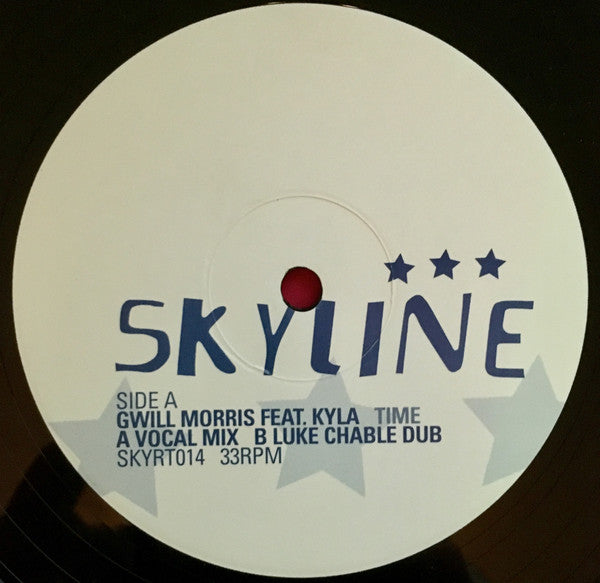 SKYLINE
SIDE A
GWILL MORRIS FEAT. KYLA TIME
A VOCAL MIX B LUKE CHABLE DUB
SKYRT014 33RPM